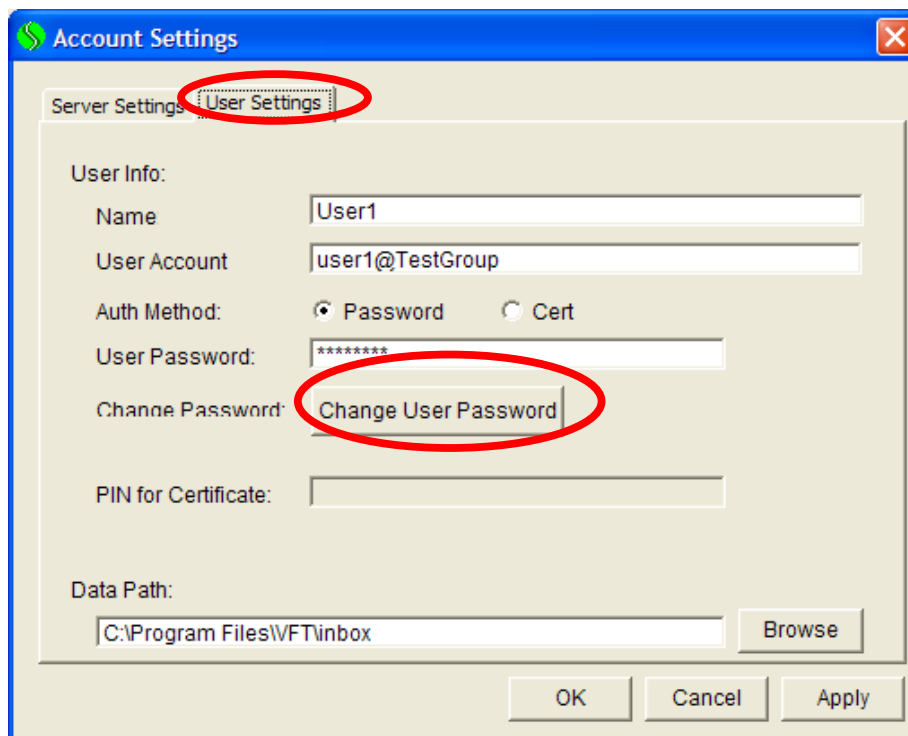 Account Settings
Server Settings User Settings
User Info:
Name User1
User Account user1@TestGroup
Auth Method: Password Cert
User Password: ********
Change Password: Change User Password
PIN for Certificate:
Data Path:
C:\Program Files\VFT\inbox Browse
OK Cancel Apply